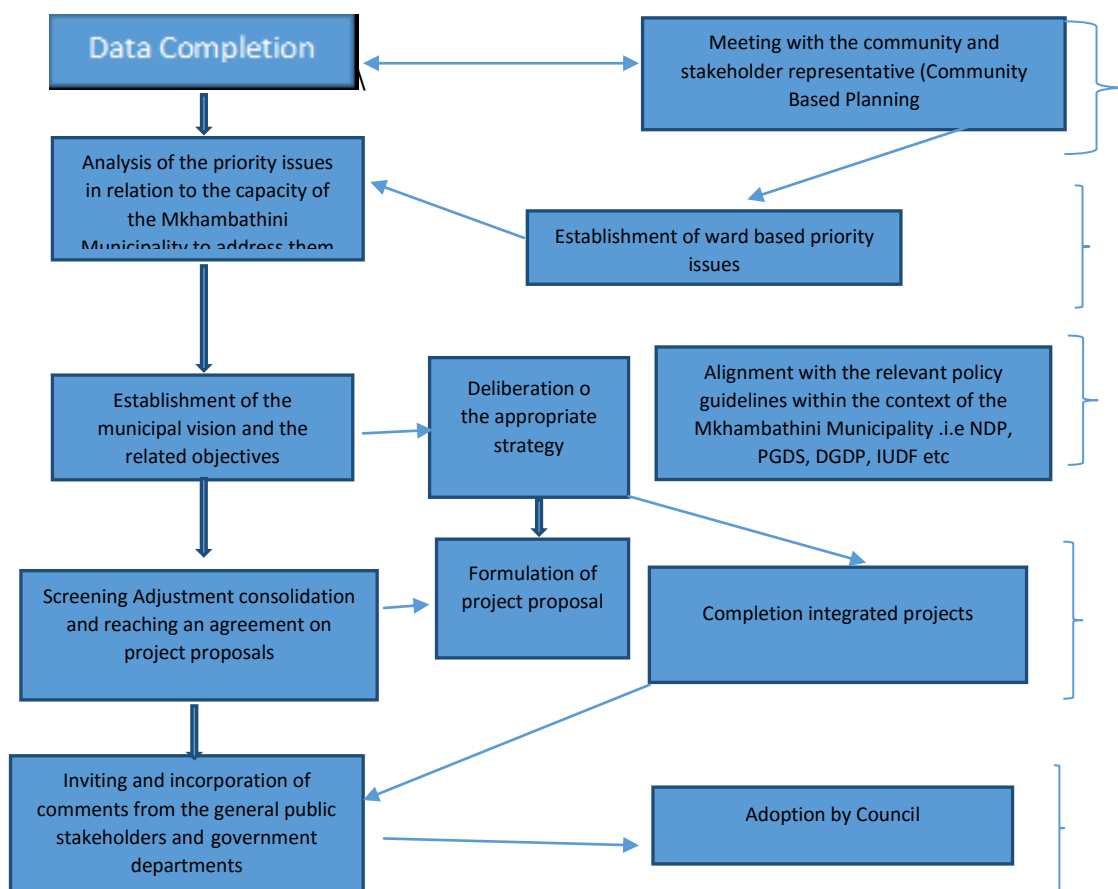 Data Completion
Meeting with the community and
stakeholder representative (Community
Based Planning
Analysis of the priority issues
in relation to the capacity of
the Mkhambathini
Municipality to address them
Establishment of ward based priority
issues
Establishment of the
municipal vision and the
related objectives
Deliberation o
the appropriate
strategy
Alignment with the relevant policy
guidelines within the context of the
Mkhambathini Municipality .i.e NDP,
PGDS, DGDP, IUDF etc
Screening Adjustment consolidation
and reaching an agreement on
project proposals
Formulation of
project proposal
Completion integrated projects
Inviting and incorporation of
comments from the general public
stakeholders and government
departments
Adoption by Council